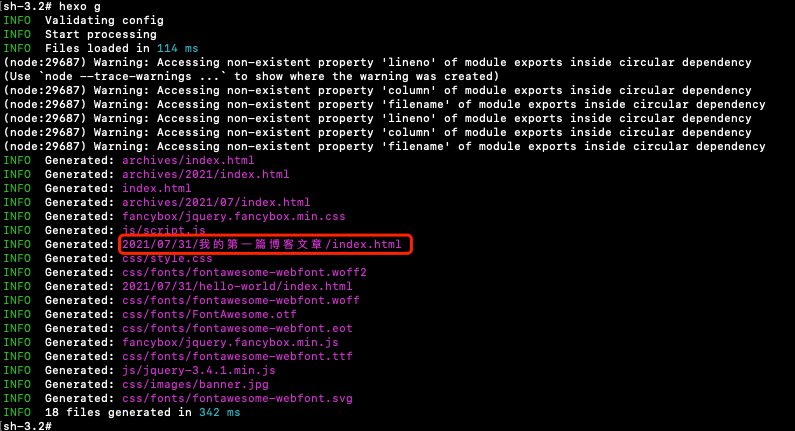 [sh-3.2# hexo g
INFO  Validating config
INFO  Start processing
INFO  Files loaded in 114 ms
(node:29687) Warning: Accessing non-existent property 'lineno' of module exports inside circular dependency
(Use `node --trace-warnings ...` to show where the warning was created)
(node:29687) Warning: Accessing non-existent property 'column' of module exports inside circular dependency
(node:29687) Warning: Accessing non-existent property 'filename' of module exports inside circular dependency
(node:29687) Warning: Accessing non-existent property 'lineno' of module exports inside circular dependency
(node:29687) Warning: Accessing non-existent property 'column' of module exports inside circular dependency
(node:29687) Warning: Accessing non-existent property 'filename' of module exports inside circular dependency
INFO  Generated: archives/index.html
INFO  Generated: archives/2021/index.html
INFO  Generated: index.html
INFO  Generated: archives/2021/07/index.html
INFO  Generated: fancybox/jquery.fancybox.min.css
INFO  Generated: js/script.js
INFO  Generated: 2021/07/31/我的第一篇博客文章/index.html
INFO  Generated: css/style.css
INFO  Generated: css/fonts/fontawesome-webfont.woff2
INFO  Generated: 2021/07/31/hello-world/index.html
INFO  Generated: css/fonts/fontawesome-webfont.woff
INFO  Generated: css/fonts/FontAwesome.otf
INFO  Generated: css/fonts/fontawesome-webfont.eot
INFO  Generated: fancybox/jquery.fancybox.min.js
INFO  Generated: css/fonts/fontawesome-webfont.ttf
INFO  Generated: js/jquery-3.4.1.min.js
INFO  Generated: css/images/banner.jpg
INFO  Generated: css/fonts/fontawesome-webfont.svg
INFO  18 files generated in 342 ms
[sh-3.2#